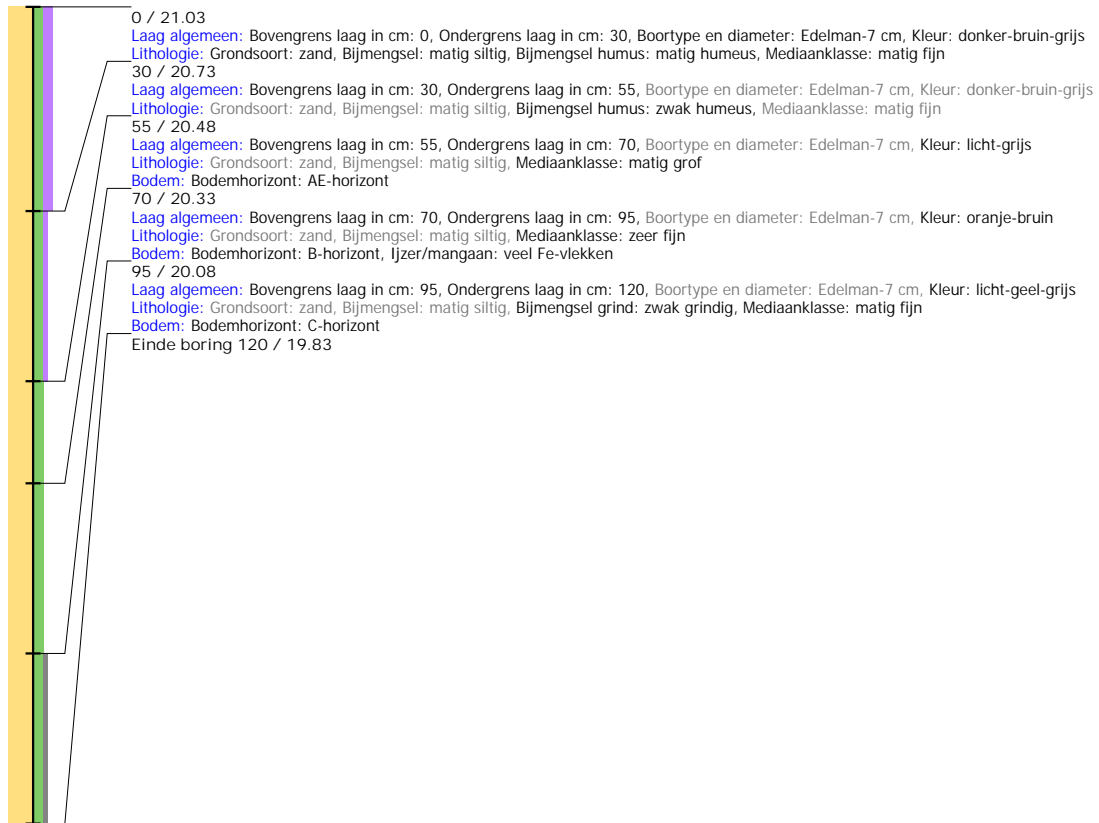 0 / 21.03
Laag algemeen: Bovengrens laag in cm: 0, Ondergrens laag in cm: 30, Boortype en diameter: Edelman-7 cm, Kleur: donker-bruin-grijs
Lithologie: Grondsoort: zand, Bijmengsel: matig siltig, Bijmengsel humus: matig humeus, Mediaanklasse: matig fijn
30 / 20.73
Laag algemeen: Bovengrens laag in cm: 30, Ondergrens laag in cm: 55, Boortype en diameter: Edelman-7 cm, Kleur: donker-bruin-grijs
Lithologie: Grondsoort: zand, Bijmengsel: matig siltig, Bijmengsel humus: zwak humeus, Mediaanklasse: matig fijn
55 / 20.48
Laag algemeen: Bovengrens laag in cm: 55, Ondergrens laag in cm: 70, Boortype en diameter: Edelman-7 cm, Kleur: licht-grijs
Lithologie: Grondsoort: zand, Bijmengsel: matig siltig, Mediaanklasse: matig grof
Bodem: Bodemhorizont: AE-horizont
70 / 20.33
Laag algemeen: Bovengrens laag in cm: 70, Ondergrens laag in cm: 95, Boortype en diameter: Edelman-7 cm, Kleur: oranje-bruin
Lithologie: Grondsoort: zand, Bijmengsel: matig siltig, Mediaanklasse: zeer fijn
Bodem: Bodemhorizont: B-horizont, Ijzer/mangaan: veel Fe-vlekken
95 / 20.08
Laag algemeen: Bovengrens laag in cm: 95, Ondergrens laag in cm: 120, Boortype en diameter: Edelman-7 cm, Kleur: licht-geel-grijs
Lithologie: Grondsoort: zand, Bijmengsel: matig siltig, Bijmengsel grind: zwak grindig, Mediaanklasse: matig fijn
Bodem: Bodemhorizont: C-horizont
Einde boring 120 / 19.83